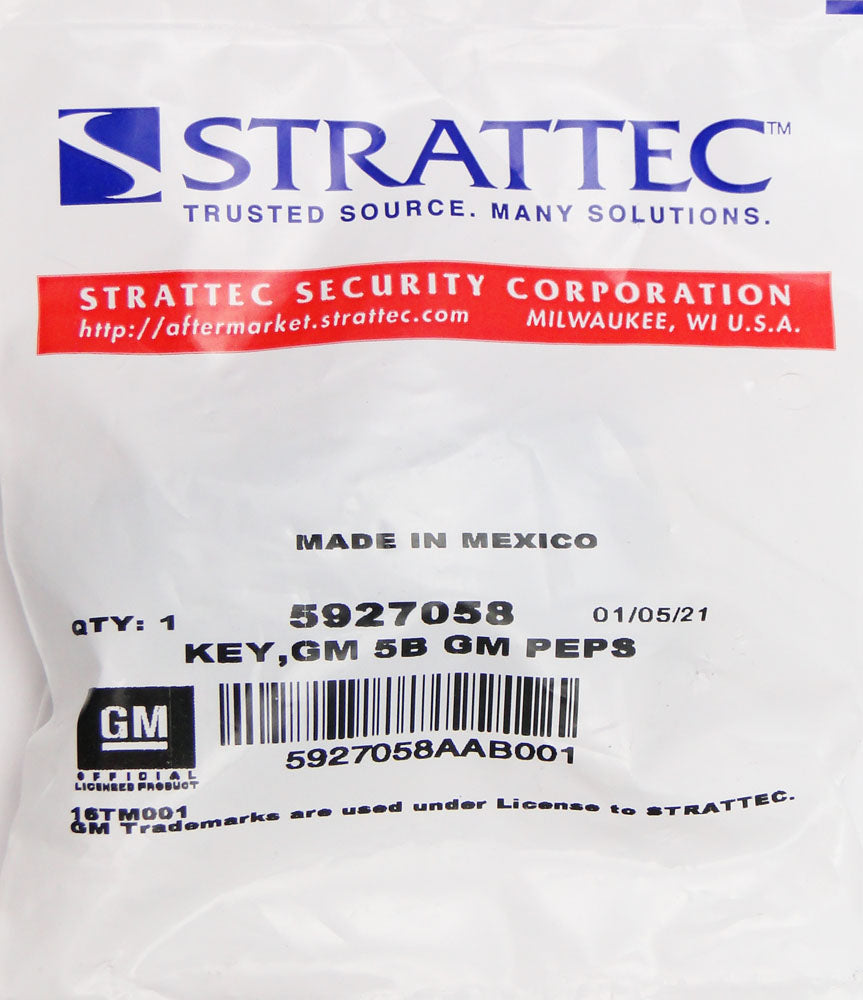 STRATTEC™
TRUSTED SOURCE. MANY SOLUTIONS.
STRATTEC SECURITY CORPORATION
http://aftermarket.strattec.com MILWAUKEE, WI U.S.A.
MADE IN MEXICO
QTY: 1 5927058 01/05/21
KEY,GM 5B GM PEPS
GM
5927058AAB001
OFFICIAL
LICENSED PRODUCT
16TM001
GM Trademarks are used under License to STRATTEC.